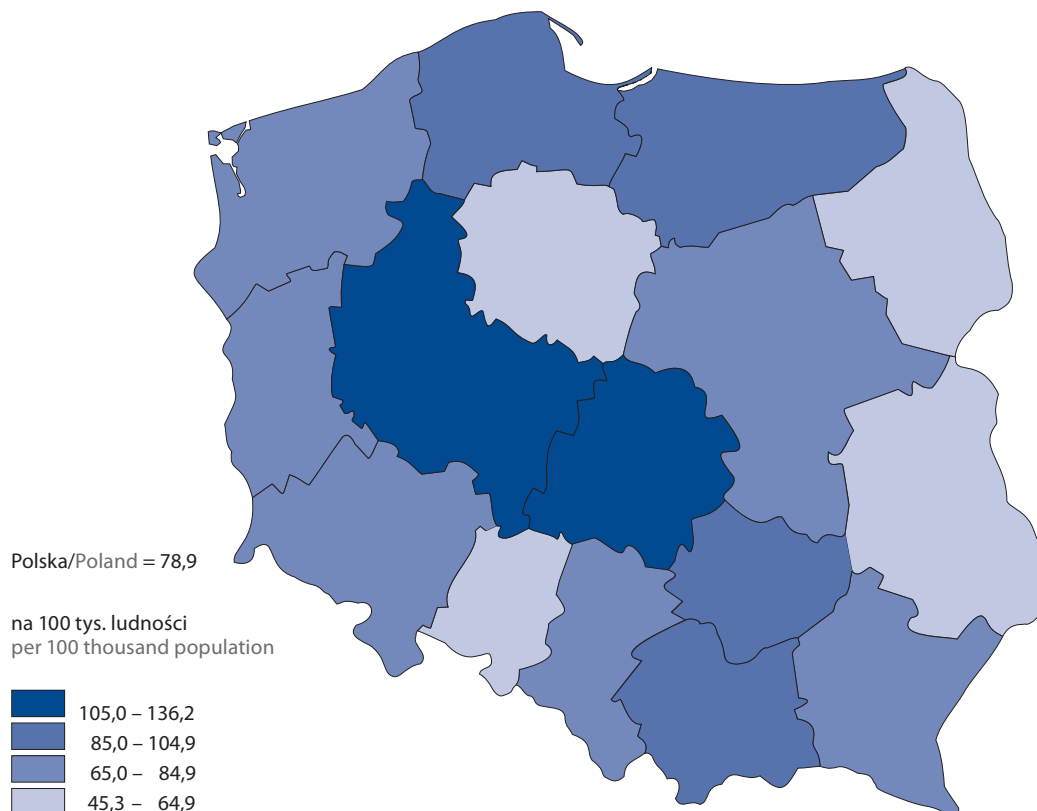 Polska/Poland = 78,9
na 100 tys. ludności
per 100 thousand population
105,0 – 136,2
85,0 – 104,9
65,0 – 84,9
45,3 – 64,9